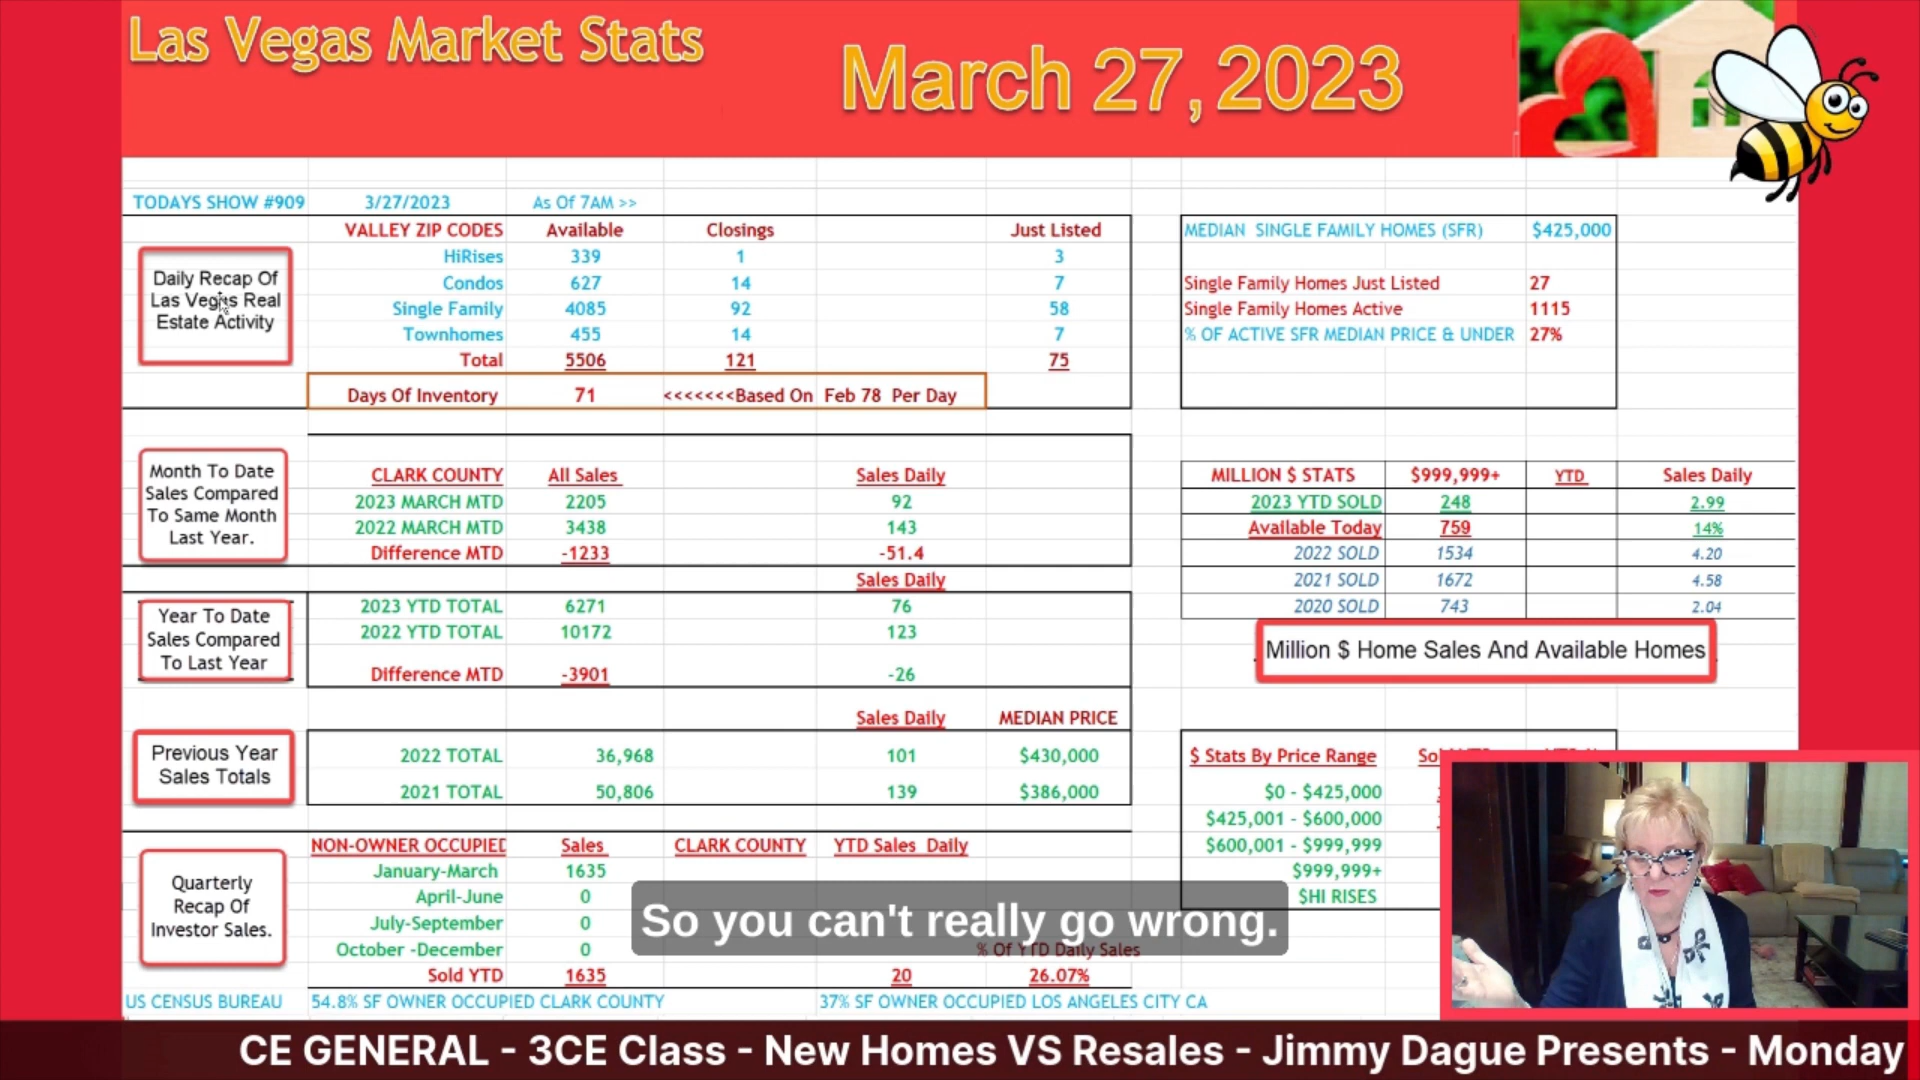 Las Vegas Market Stats
March 27, 2023
TODAYS SHOW #909 3/27/2023 As Of 7AM >>
VALLEY ZIP CODES Available Closings Just Listed
HiRises 339 1 3
Condos 627 14 7
Single Family 4085 92 58
Townhomes 455 14 7
Total 5506 121 75
Days Of Inventory 71 <<<<<<<Based On Feb 78 Per Day
Daily Recap Of
Las Vegas Real
Estate Activity
MEDIAN SINGLE FAMILY HOMES (SFR) $425,000
Single Family Homes Just Listed 27
Single Family Homes Active 1115
% OF ACTIVE SFR MEDIAN PRICE & UNDER 27%
Month To Date
Sales Compared
To Same Month
Last Year.
CLARK COUNTY All Sales Sales Daily
2023 MARCH MTD 2205 92
2022 MARCH MTD 3438 143
Difference MTD -1233 -51.4
MILLION $ STATS $999,999+ YTD Sales Daily
2023 YTD SOLD 248 2.99
Available Today 759 14%
2022 SOLD 1534 4.20
2021 SOLD 1672 4.58
2020 SOLD 743 2.04
Million $ Home Sales And Available Homes
Year To Date
Sales Compared
To Last Year
Sales Daily
2023 YTD TOTAL 6271 76
2022 YTD TOTAL 10172 123
Difference MTD -3901 -26
Previous Year
Sales Totals
Sales Daily MEDIAN PRICE
2022 TOTAL 36,968 101 $430,000
2021 TOTAL 50,806 139 $386,000
$ Stats By Price Range
$0 - $425,000
$425,001 - $600,000
$600,001 - $999,999
$999,999+
$HI RISES
Quarterly
Recap Of
Investor Sales.
NON-OWNER OCCUPIED Sales CLARK COUNTY YTD Sales Daily
January-March 1635
April-June 0
July-September 0
October -December 0 % Of YTD Daily Sales
Sold YTD 1635 20 26.07%
So you can't really go wrong.
US CENSUS BUREAU 54.8% SF OWNER OCCUPIED CLARK COUNTY 37% SF OWNER OCCUPIED LOS ANGELES CITY CA
CE GENERAL - 3CE Class - New Homes VS Resales - Jimmy Dague Presents - Monday